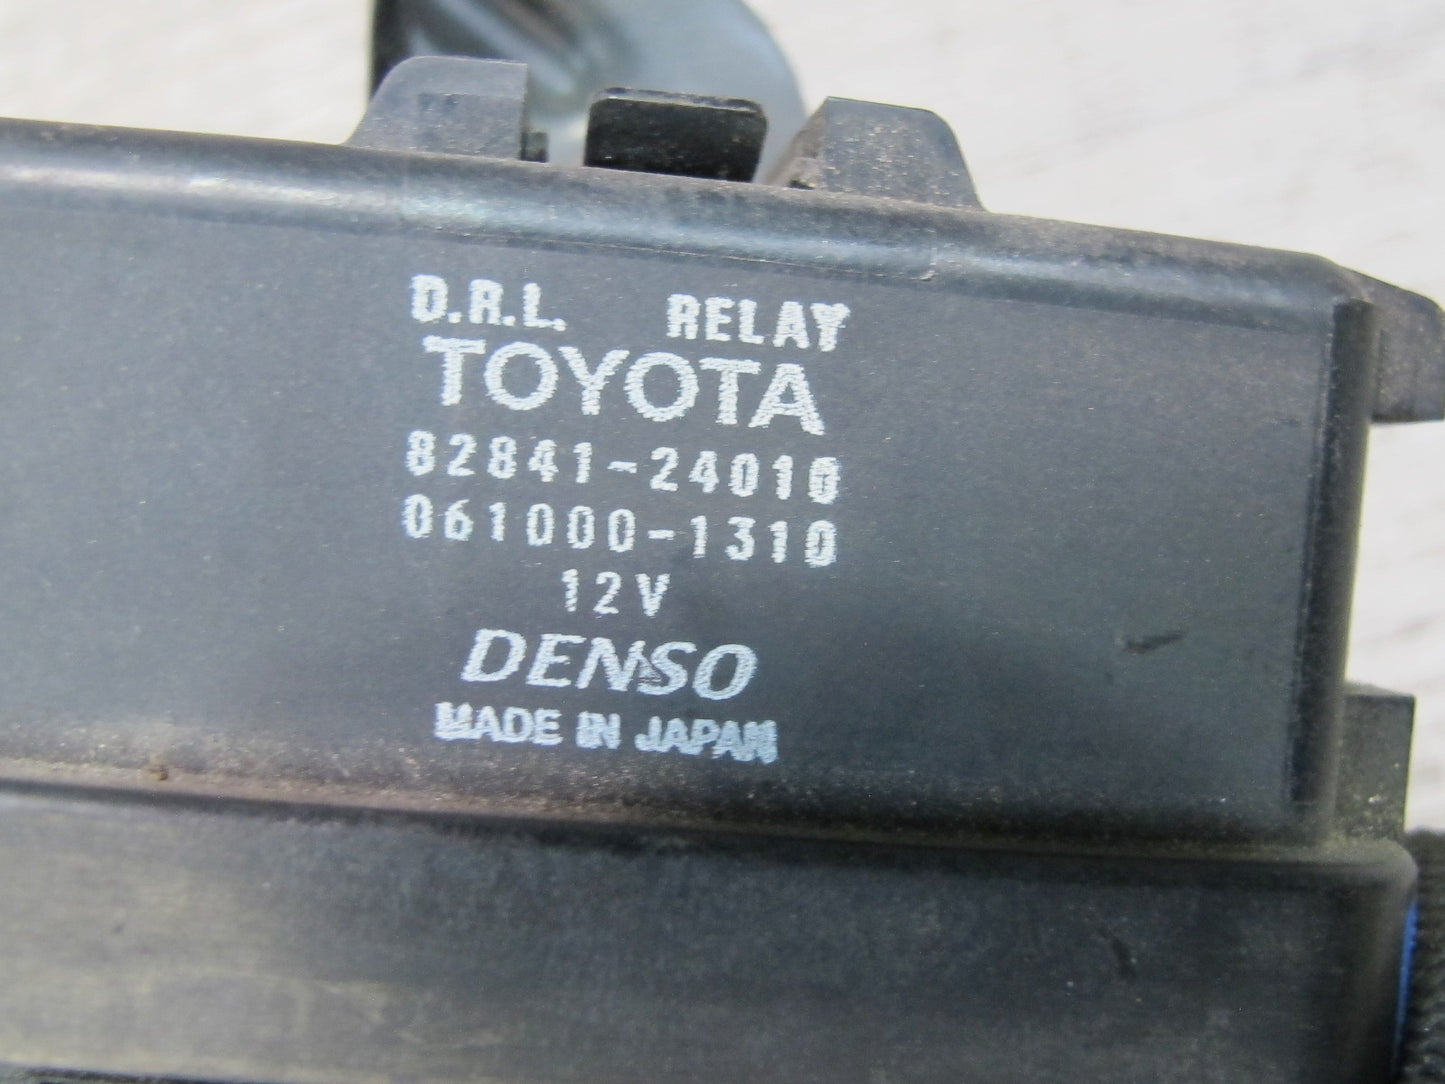 D.R.L. RELAY
TOYOTA
82841-24010
061000-1310
12V
DENSO
MADE IN JAPAN